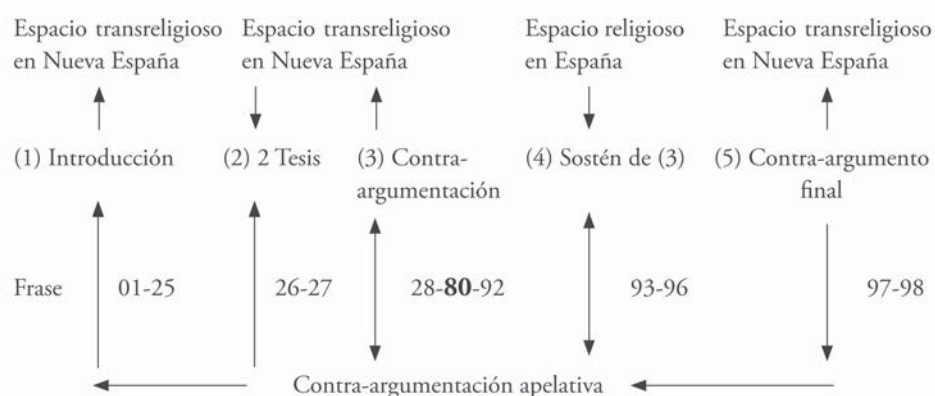 Espacio transreligioso Espacio transreligioso Espacio religioso Espacio transreligioso
en Nueva España en Nueva España en España en Nueva España
(1) Introducción (2) 2 Tesis (3) Contra- (4) Sostén de (3) (5) Contra-argumento
argumentación final
Frase 01-25 26-27 28-80-92 93-96 97-98
Contra-argumentación apelativa